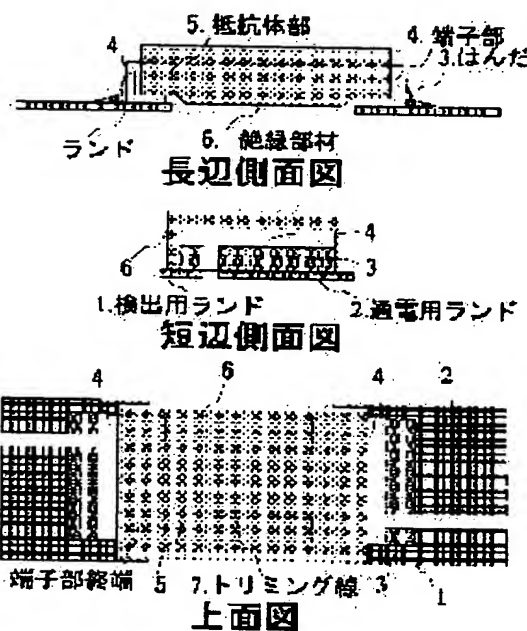 5. 抵抗体部
4
4. 端子部
3. はんだ
ランド
6. 絶縁部材
長辺側面図
4
6
3
1. 検出用ランド
2. 通電用ランド
短辺側面図
4
6
4
2
端子部終端
5
7. トリミング線
3
1
上面図